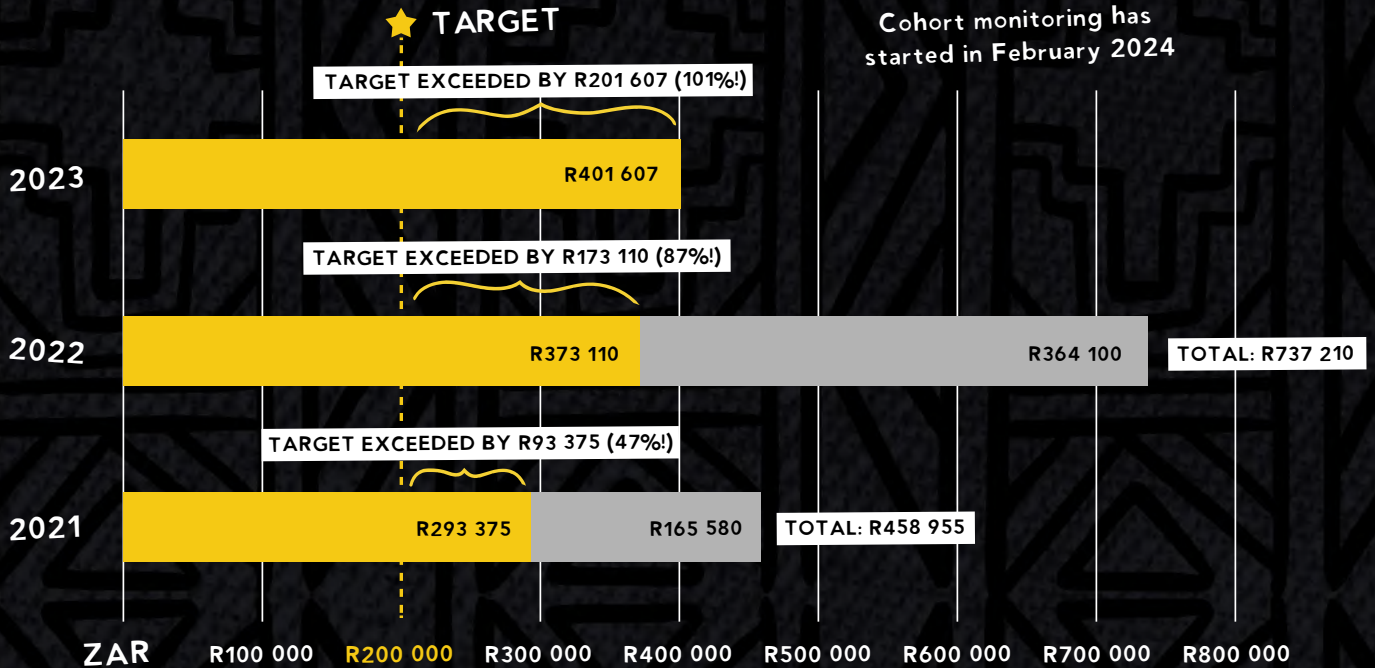 TARGET
Cohort monitoring has
started in February 2024
TARGET EXCEEDED BY R201 607 (101%!)
2023
R401 607
TARGET EXCEEDED BY R173 110 (87%!)
2022
R373 110
R364 100
TOTAL: R737 210
TARGET EXCEEDED BY R93 375 (47%!)
2021
R293 375
R165 580
TOTAL: R458 955
ZAR
R100 000
R200 000
R300 000
R400 000
R500 000
R600 000
R700 000
R800 000